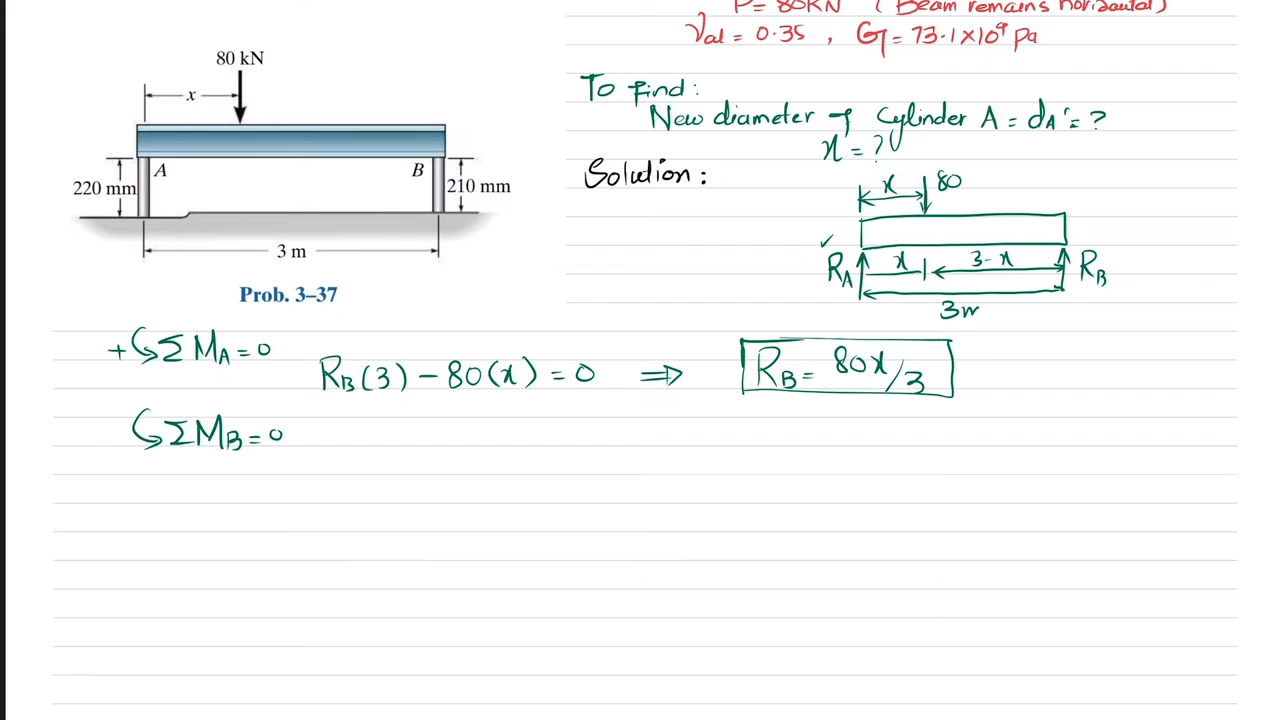 P = 80KN (Beam remains horizontal)
νal = 0.35 , G = 73.1×10⁹ Pa
80 kN
x
A
B
220 mm
210 mm
3 m
Prob. 3–37
To find:
New diameter of cylinder A = dA' = ?
x = ?
Solution:
x
80
RA
x
3-x
RB
3m
+ ΣMA = 0
RB(3) - 80(x) = 0 ⇒ RB = 80x/3
ΣMB = 0